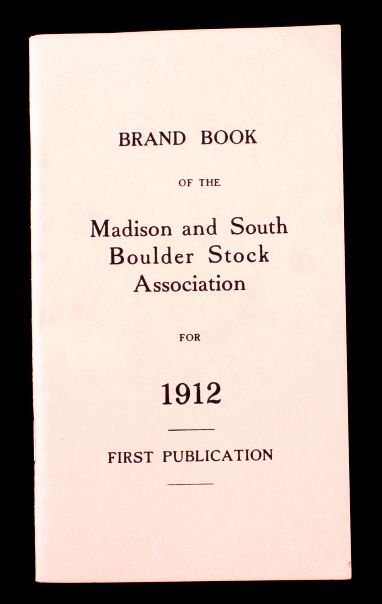 BRAND BOOK
OF THE
Madison and South
Boulder Stock
Association
FOR
1912
FIRST PUBLICATION